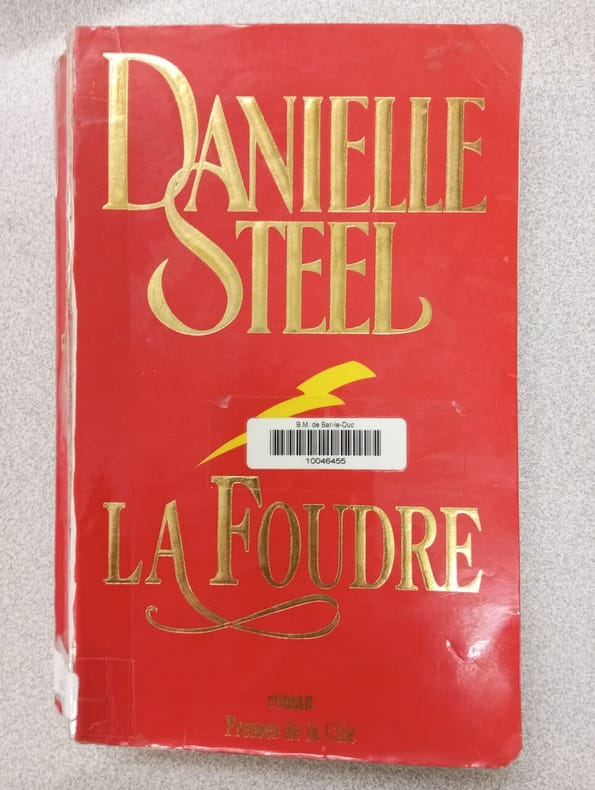 DANIELLE
STEEL
B.M. de Bar-le-Duc
10046455
LA FOUDRE
roman
Presses de la Cité